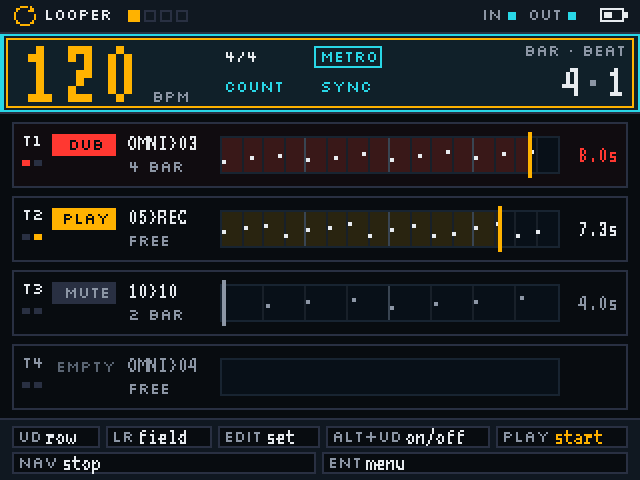 LOOPER IN OUT
120 BPM 4/4 METRO BAR · BEAT
COUNT SYNC 4·1
T1 DUB OMNI>03 8.0s
4 BAR
T2 PLAY 05>REC 7.3s
FREE
T3 MUTE 10>10 4.0s
2 BAR
T4 EMPTY OMNI>04
FREE
UD row LR field EDIT set ALT+UD on/off PLAY start
NAV stop ENT menu